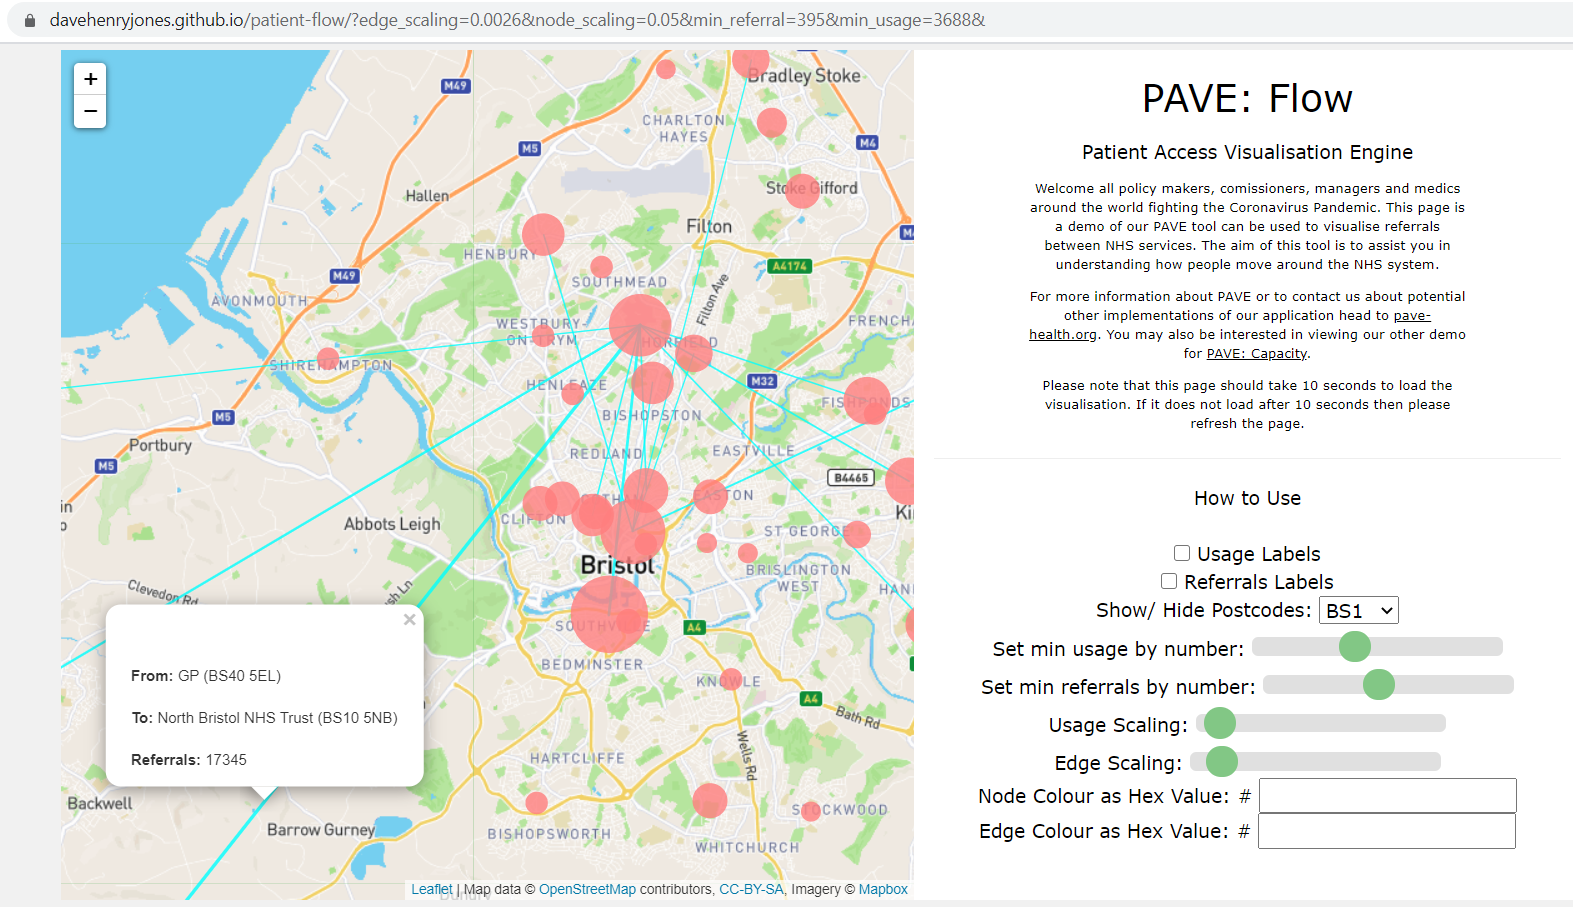 davehenryjones.github.io/patient-flow/?edge_scaling=0.0026&node_scaling=0.05&min_referral=395&min_usage=3688&
+
−
M49
Bradley Stoke
CHARLTON
HAYES
M5
M4
Stoke Gifford
Hallen
Filton
HENBURY
M49
A4174
SOUTHMEAD
AVONMOUTH
Filton Ave
WESTBURY-
ON-TRYM
HORFIELD
FRENCHA
SHIREHAMPTON
HENLEAZE
M32
FISHPONDS
M5
BISHOPSTON
Portbury
REDLAND
EASTVILLE
M5
B4465
in
EASTON
Ki
Abbots Leigh
CLIFTON
ST GEORGE
Bristol
BRISLINGTON
WEST
HAN
Clevedon Rd
sh Ln
SOUTHVILLE
A4
BEDMINSTER
KNOWLE
A4
Bath Rd
Wells Rd
HARTCLIFFE
Backwell
STOCKWOOD
Barrow Gurney
BISHOPSWORTH
WHITCHURCH
×
From: GP (BS40 5EL)
To: North Bristol NHS Trust (BS10 5NB)
Referrals: 17345
Leaflet | Map data © OpenStreetMap contributors, CC-BY-SA, Imagery © Mapbox
PAVE: Flow
Patient Access Visualisation Engine
Welcome all policy makers, comissioners, managers and medics
around the world fighting the Coronavirus Pandemic. This page is
a demo of our PAVE tool can be used to visualise referrals
between NHS services. The aim of this tool is to assist you in
understanding how people move around the NHS system.
For more information about PAVE or to contact us about potential
other implementations of our application head to pave-
health.org. You may also be interested in viewing our other demo
for PAVE: Capacity.
Please note that this page should take 10 seconds to load the
visualisation. If it does not load after 10 seconds then please
refresh the page.
How to Use
Usage Labels
Referrals Labels
Show/ Hide Postcodes: BS1
Set min usage by number:
Set min referrals by number:
Usage Scaling:
Edge Scaling:
Node Colour as Hex Value: #
Edge Colour as Hex Value: #